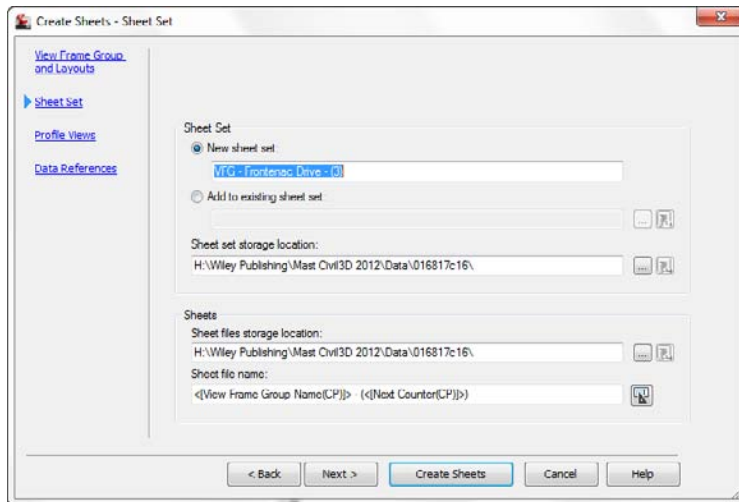 Create Sheets - Sheet Set
View Frame Group
and Layouts
Sheet Set
Profile Views
Data References
Sheet Set
New sheet set:
VFG - Frontenac Drive - (3)
Add to existing sheet set:
...
Sheet set storage location:
H:\Wiley Publishing\Mast Civil3D 2012\Data\016817c16\
...
Sheets
Sheet files storage location:
H:\Wiley Publishing\Mast Civil3D 2012\Data\016817c16\
...
Sheet file name:
<[View Frame Group Name(CP)]> - (<[Next Counter(CP)]>)
< Back
Next >
Create Sheets
Cancel
Help